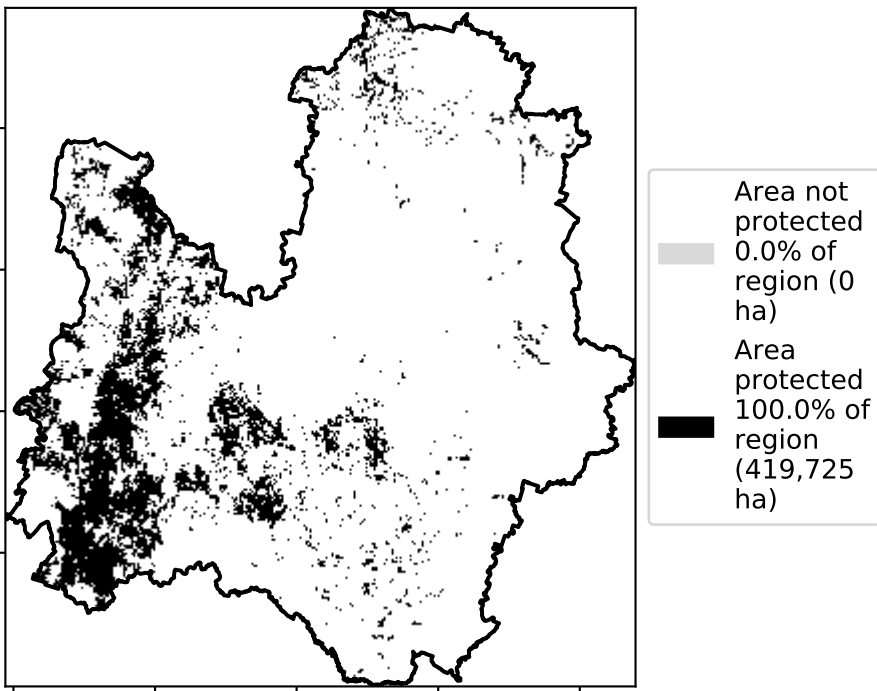 Area not
protected
0.0% of
region (0
ha)
Area
protected
100.0% of
region
(419,725
ha)